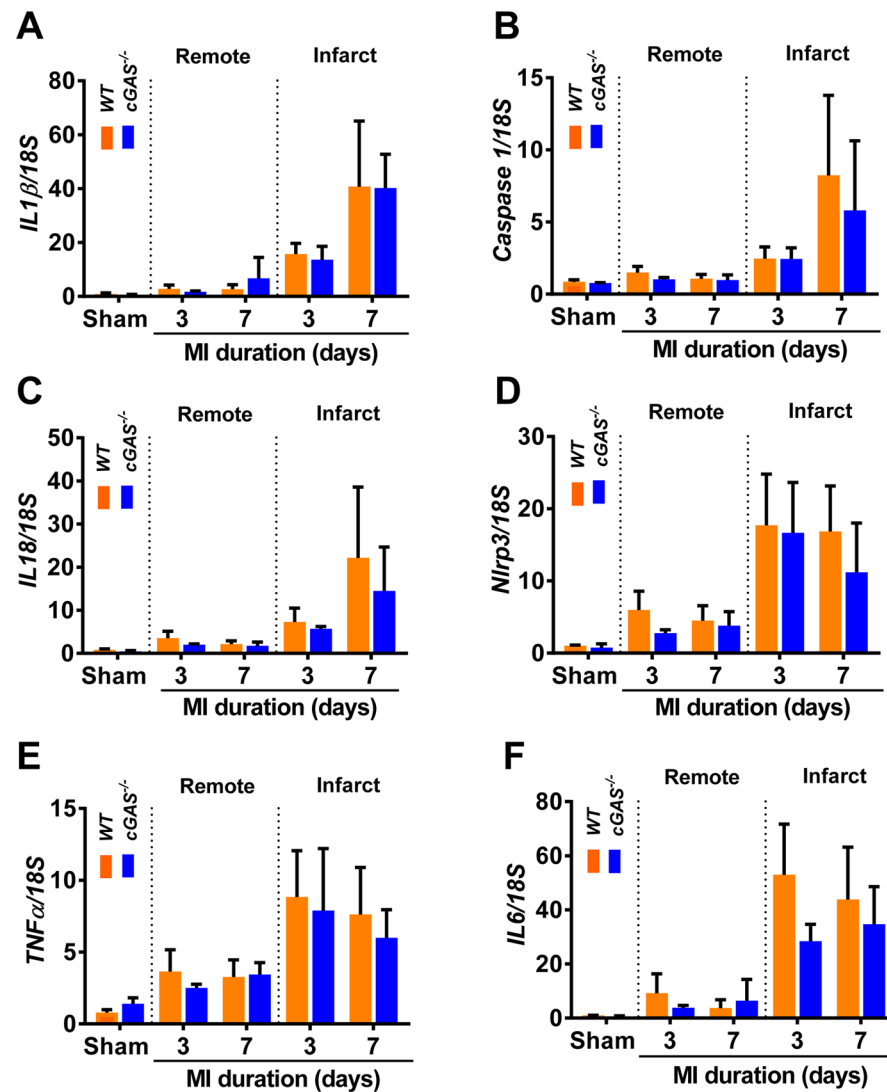 A
Remote Infarct
WT
cGAS-/-
IL1β/18S
80
60
40
20
0
Sham 3 7 3 7
MI duration (days)
B
Remote Infarct
WT
cGAS-/-
Caspase 1/18S
15
10
5
0
Sham 3 7 3 7
MI duration (days)
C
Remote Infarct
WT
cGAS-/-
IL18/18S
50
40
30
20
10
0
Sham 3 7 3 7
MI duration (days)
D
Remote Infarct
WT
cGAS-/-
Nlrp3/18S
30
20
10
0
Sham 3 7 3 7
MI duration (days)
E
Remote Infarct
WT
cGAS-/-
TNFα/18S
15
10
5
0
Sham 3 7 3 7
MI duration (days)
F
Remote Infarct
WT
cGAS-/-
IL6/18S
80
60
40
20
0
Sham 3 7 3 7
MI duration (days)